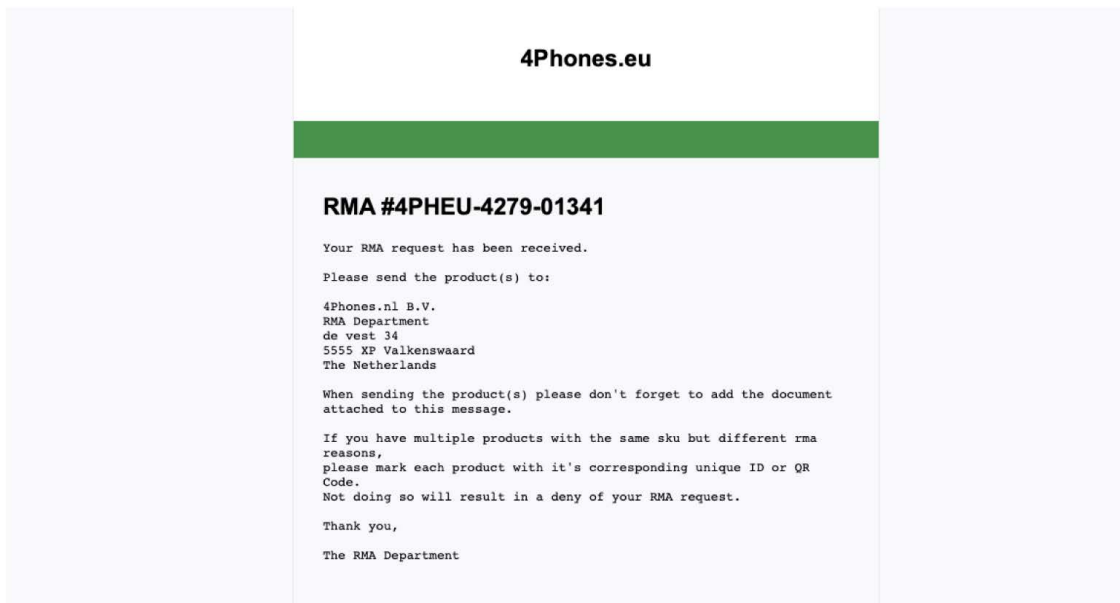 4Phones.eu
RMA #4PHEU-4279-01341
Your RMA request has been received.
Please send the product(s) to:
4Phones.nl B.V.
RMA Department
de vest 34
5555 XP Valkenswaard
The Netherlands
When sending the product(s) please don't forget to add the document
attached to this message.
If you have multiple products with the same sku but different rma
reasons,
please mark each product with it's corresponding unique ID or QR
Code.
Not doing so will result in a deny of your RMA request.
Thank you,
The RMA Department